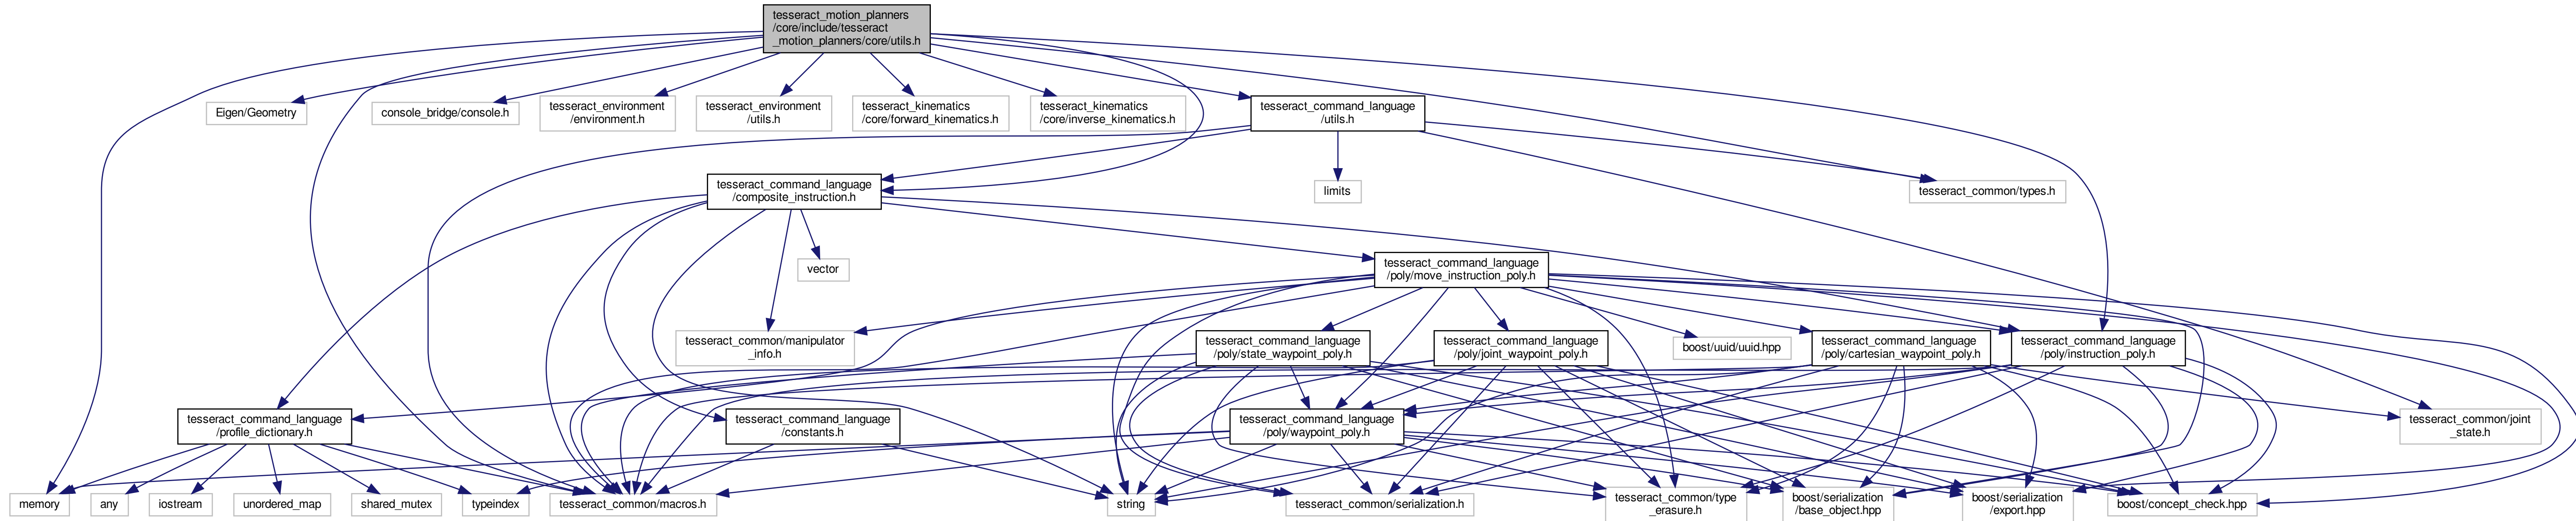 tesseract_motion_planners
/core/include/tesseract
_motion_planners/core/utils.h
Eigen/Geometry
console_bridge/console.h
tesseract_environment
/environment.h
tesseract_environment
/utils.h
tesseract_kinematics
/core/forward_kinematics.h
tesseract_kinematics
/core/inverse_kinematics.h
tesseract_command_language
/utils.h
tesseract_command_language
/composite_instruction.h
limits
tesseract_common/types.h
vector
tesseract_command_language
/poly/move_instruction_poly.h
tesseract_common/manipulator
_info.h
tesseract_command_language
/poly/state_waypoint_poly.h
tesseract_command_language
/poly/joint_waypoint_poly.h
boost/uuid/uuid.hpp
tesseract_command_language
/poly/cartesian_waypoint_poly.h
tesseract_command_language
/poly/instruction_poly.h
tesseract_command_language
/profile_dictionary.h
tesseract_command_language
/constants.h
tesseract_command_language
/poly/waypoint_poly.h
tesseract_common/joint
_state.h
memory
any
iostream
unordered_map
shared_mutex
typeindex
tesseract_common/macros.h
string
tesseract_common/serialization.h
tesseract_common/type
_erasure.h
boost/serialization
/base_object.hpp
boost/serialization
/export.hpp
boost/concept_check.hpp